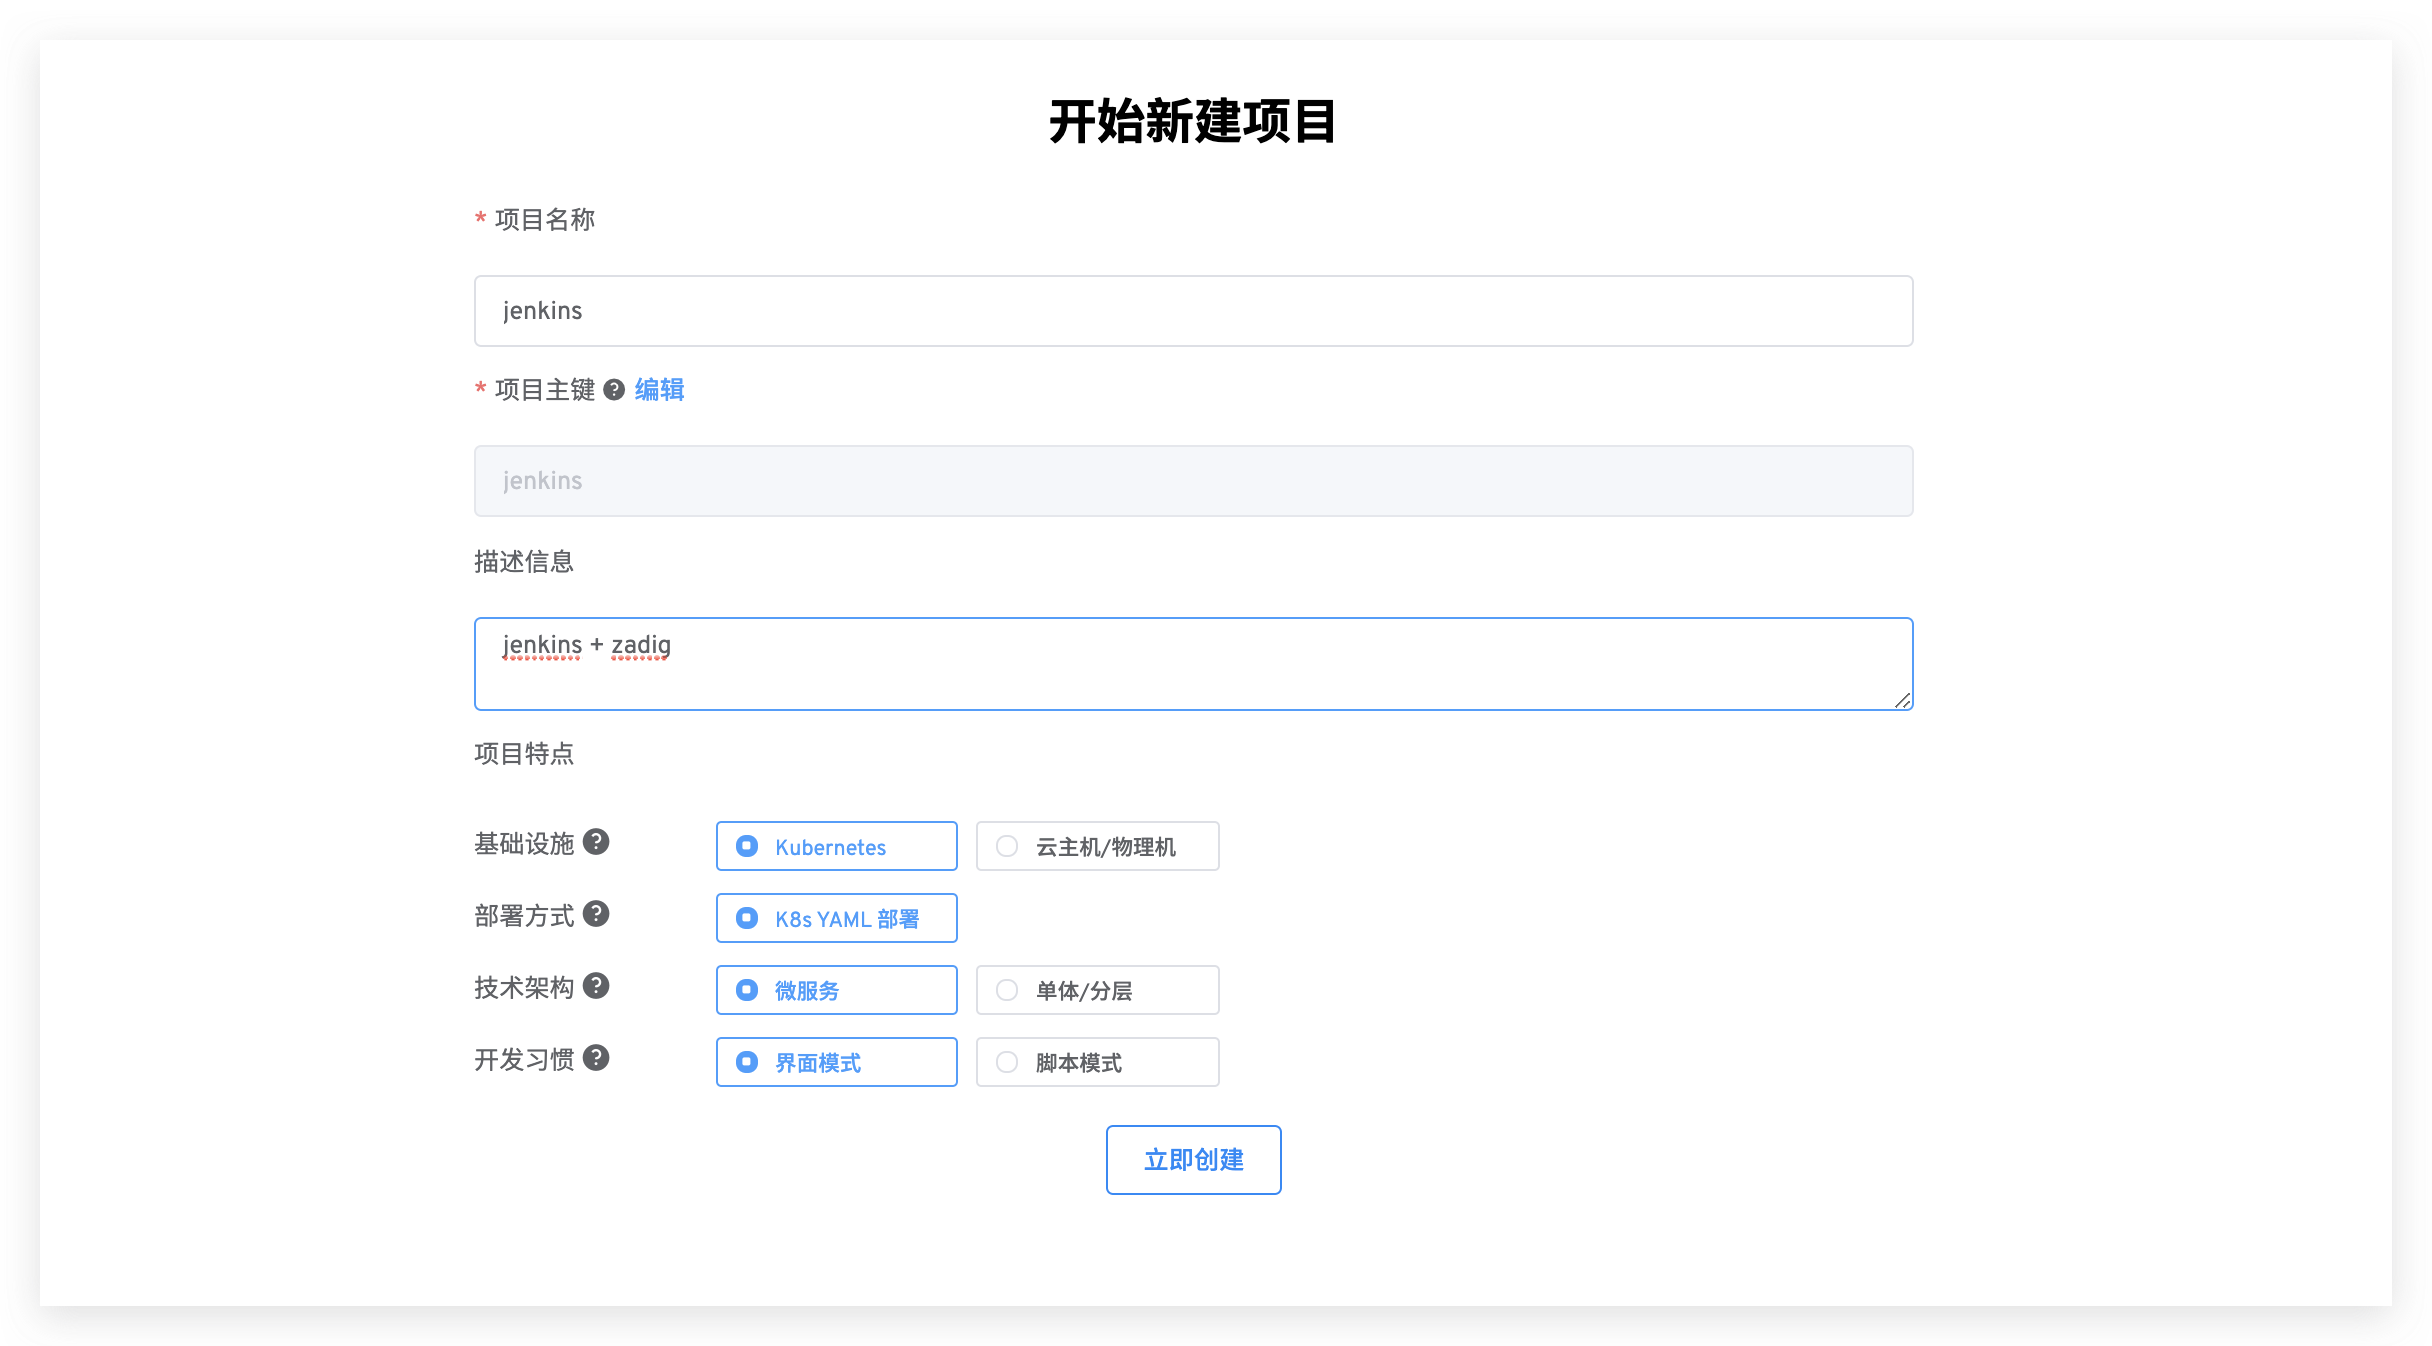 开始新建项目
* 项目名称
jenkins
* 项目主键 ? 编辑
jenkins
描述信息
jenkins + zadig
项目特点
基础设施 ? Kubernetes 云主机/物理机
部署方式 ? K8s YAML 部署
技术架构 ? 微服务 单体/分层
开发习惯 ? 界面模式 脚本模式
立即创建